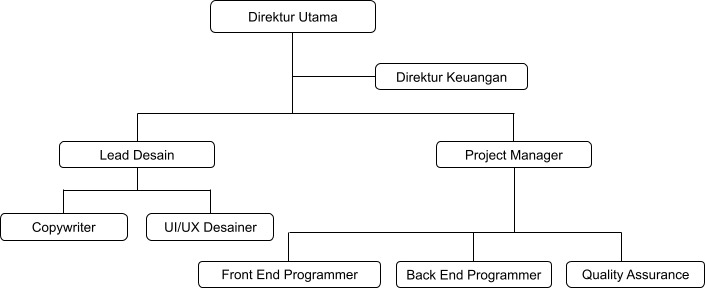 Direktur Utama
Direktur Keuangan
Lead Desain
Project Manager
Copywriter
UI/UX Desainer
Front End Programmer
Back End Programmer
Quality Assurance